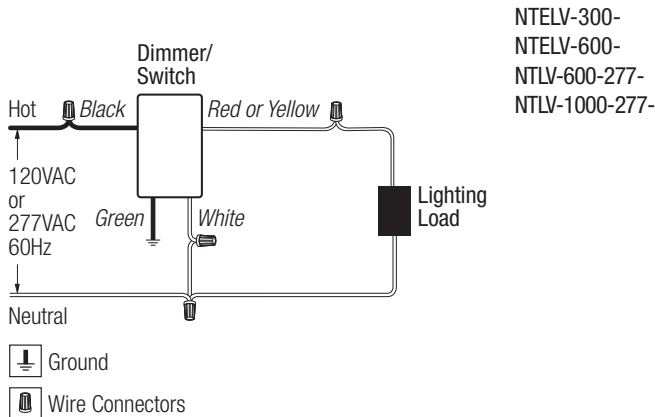 NTELV-300-
NTELV-600-
NTLV-600-277-
NTLV-1000-277-
Dimmer/
Switch
Hot
Black
Red or Yellow
120VAC
or
277VAC
60Hz
Green
White
Lighting
Load
Neutral
Ground
Wire Connectors